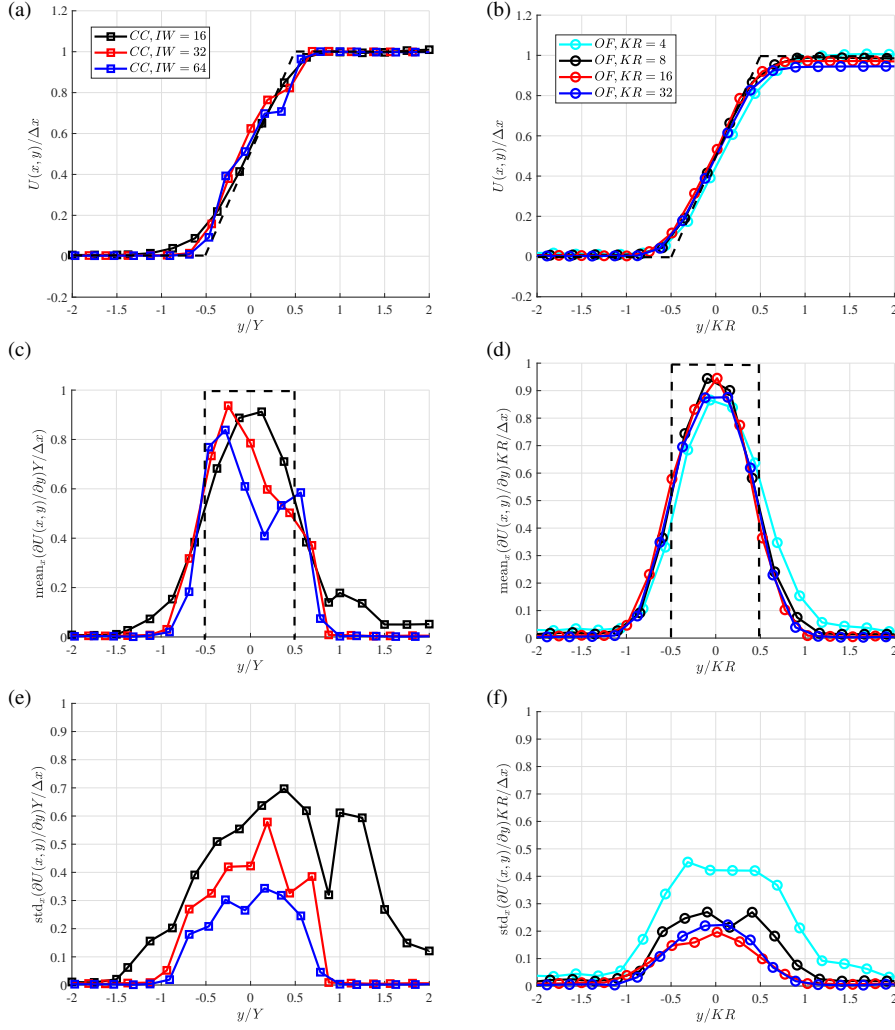 (a)
1.2
1
0.8
0.6
0.4
0.2
0
-0.2
U(x, y))/Δx
CC, IW = 16
CC, IW = 32
CC, IW = 64
-2 -1.5 -1 -0.5 0 0.5 1 1.5 2
y/Y
(b)
1.2
1
0.8
0.6
0.4
0.2
0
-0.2
U(x, y))/Δx
OF, KR = 4
OF, KR = 8
OF, KR = 16
OF, KR = 32
-2 -1.5 -1 -0.5 0 0.5 1 1.5 2
y/KR
(c)
1
0.8
0.6
0.4
0.2
0
mean_x(∂U(x, y)/∂y)Y/Δx)
-2 -1.5 -1 -0.5 0 0.5 1 1.5 2
y/Y
(d)
1
0.9
0.8
0.7
0.6
0.5
0.4
0.3
0.2
0.1
0
mean_x(∂U(x, y)/∂y)KR/Δx)
-2 -1.5 -1 -0.5 0 0.5 1 1.5 2
y/KR
(e)
1
0.9
0.8
0.7
0.6
0.5
0.4
0.3
0.2
0.1
0
std_x(∂U(x, y)/∂y)Y/Δx)
-2 -1.5 -1 -0.5 0 0.5 1 1.5 2
y/Y
(f)
1
0.9
0.8
0.7
0.6
0.5
0.4
0.3
0.2
0.1
0
std_x(∂U(x, y)/∂y)KR/Δx)
-2 -1.5 -1 -0.5 0 0.5 1 1.5 2
y/KR